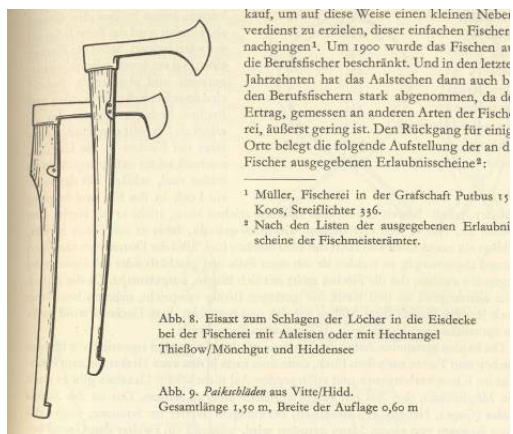 kauf, um auf diese Weise einen kleinen Neben
verdienst zu erzielen, dieser einfachen Fischer
nachgingen¹. Um 1900 wurde das Fischen au
die Berufsfischer beschränkt. Und in den letzte
Jahrzehnten hat das Aalstechen dann auch b
den Berufsfischern stark abgenommen, da de
Ertrag, gemessen an anderen Arten der Fische
rei, äußerst gering ist. Den Rückgang für einig
Orte belegt die folgende Aufstellung der an d
Fischer ausgegebenen Erlaubnisscheine²:
¹ Müller, Fischerei in der Grafschaft Putbus 15
Koos, Streiflichter 336.
² Nach den Listen der ausgegebenen Erlaubni
scheine der Fischmeisterämter.
Abb. 8. Eisaxt zum Schlagen der Löcher in die Eisdecke
bei der Fischerei mit Aaleisen oder mit Hechtangel
Thießow/Mönchgut und Hiddensee
Abb. 9. Paikschläden aus Vitte/Hidd.
Gesamtlänge 1,50 m, Breite der Auflage 0,60 m